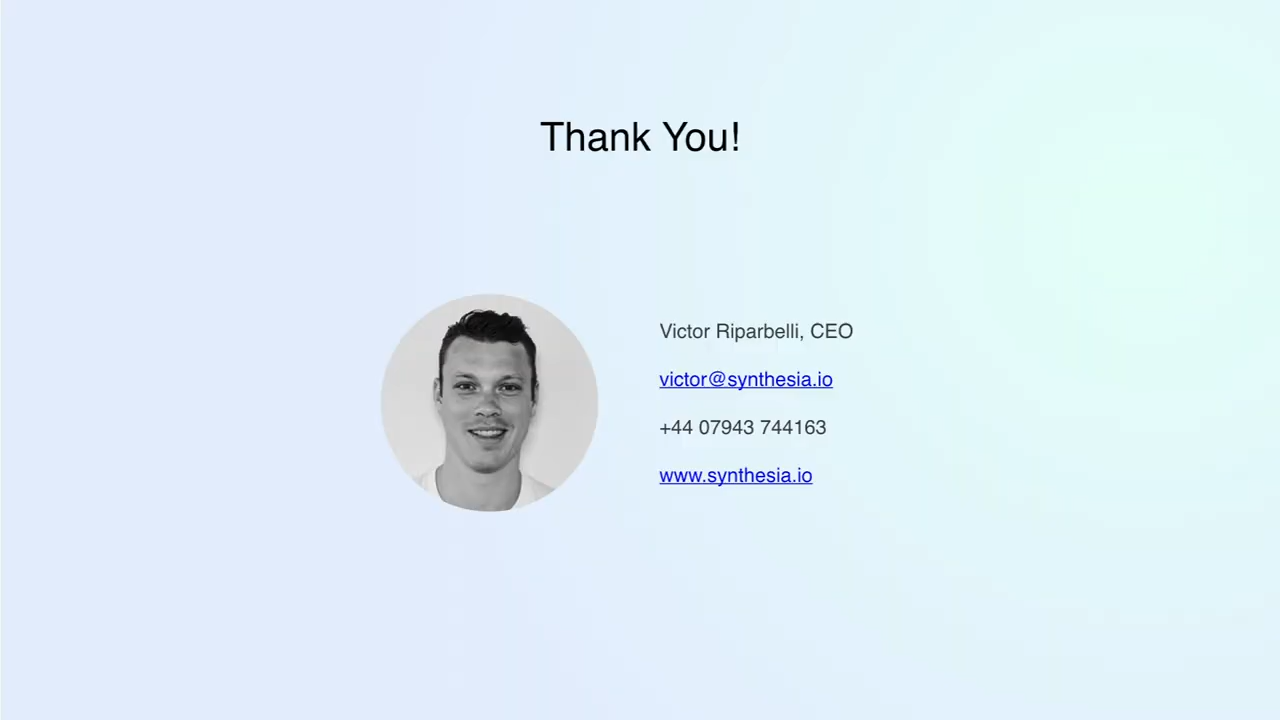 Thank You!
Victor Riparbelli, CEO
victor@synthesia.io
+44 07943 744163
www.synthesia.io